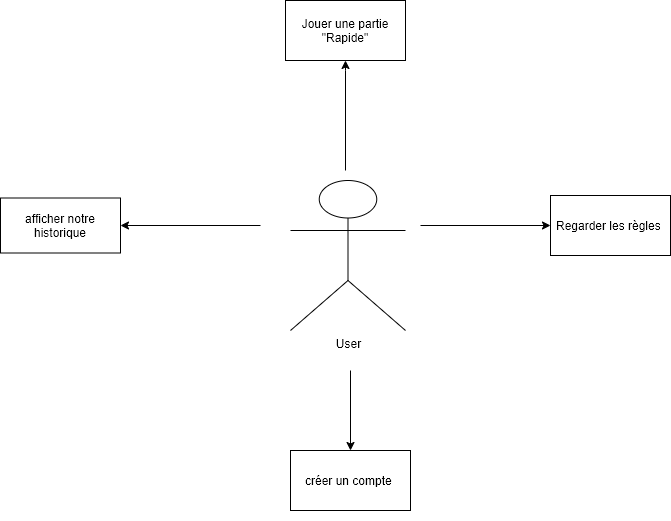 Jouer une partie
"Rapide"
afficher notre
historique
Regarder les règles
User
créer un compte